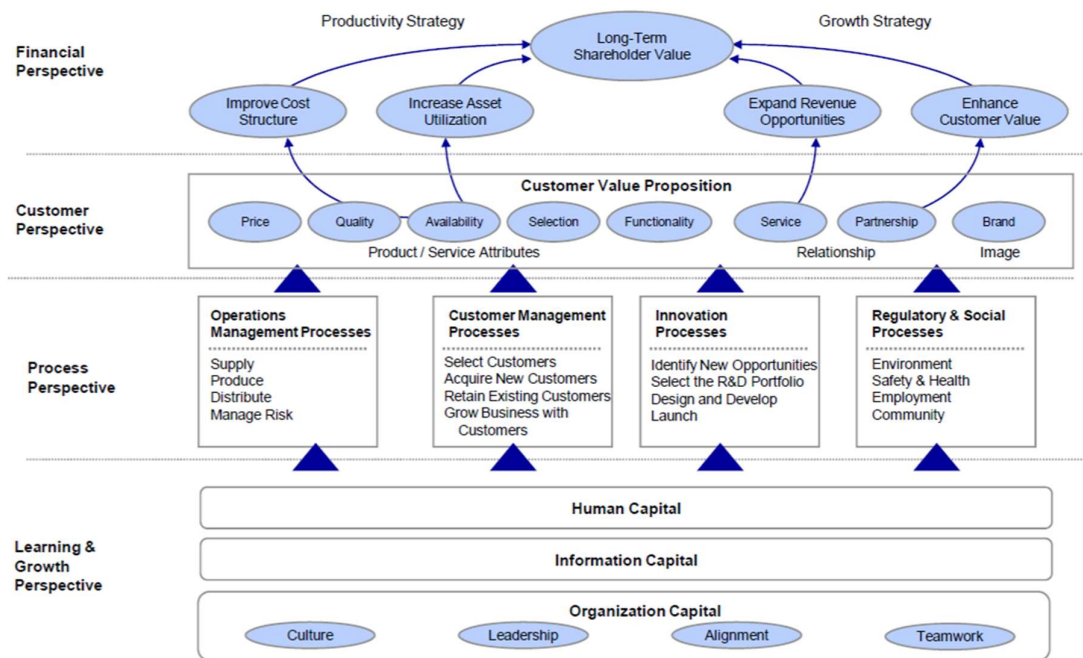 Productivity Strategy
Growth Strategy
Financial
Perspective
Long-Term
Shareholder Value
Improve Cost
Structure
Increase Asset
Utilization
Expand Revenue
Opportunities
Enhance
Customer Value
Customer
Perspective
Customer Value Proposition
Price
Quality
Availability
Selection
Functionality
Service
Partnership
Brand
Product / Service Attributes
Relationship
Image
Process
Perspective
Operations
Management Processes
Supply
Produce
Distribute
Manage Risk
Customer Management
Processes
Select Customers
Acquire New Customers
Retain Existing Customers
Grow Business with
Customers
Innovation
Processes
Identify New Opportunities
Select the R&D Portfolio
Design and Develop
Launch
Regulatory & Social
Processes
Environment
Safety & Health
Employment
Community
Learning &
Growth
Perspective
Human Capital
Information Capital
Organization Capital
Culture
Leadership
Alignment
Teamwork